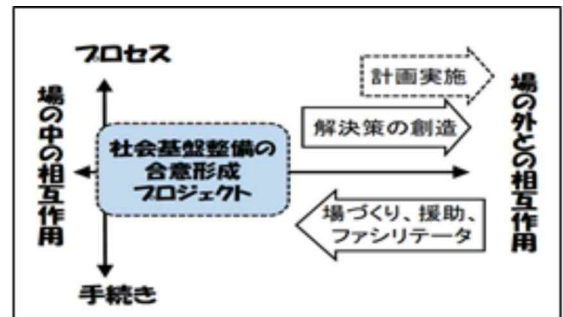 プロセス
計画実施
解決策の創造
場の中の相互作用
社会基盤整備の
合意形成
プロジェクト
場の外との相互作用
場づくり、援助、
ファシリテータ
手続き